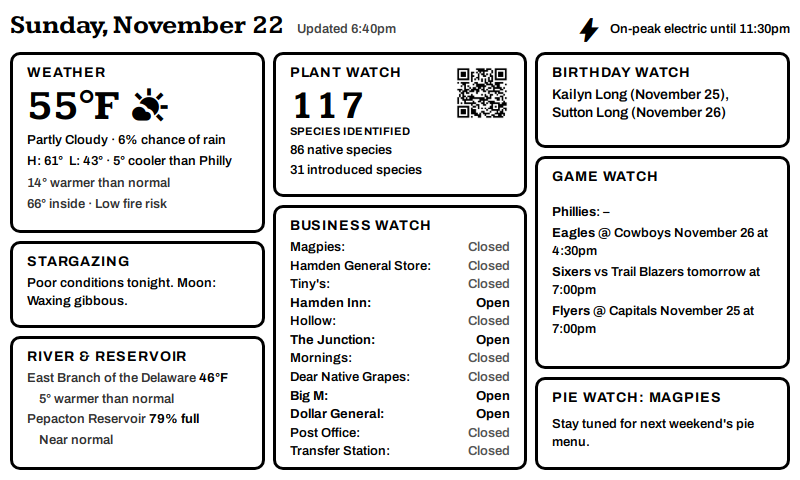 Sunday, November 22
Updated 6:40pm
On-peak electric until 11:30pm
WEATHER
55°F
Partly Cloudy · 6% chance of rain
H: 61° L: 43° · 5° cooler than Philly
14° warmer than normal
66° inside · Low fire risk
STARGAZING
Poor conditions tonight. Moon:
Waxing gibbous.
RIVER & RESERVOIR
East Branch of the Delaware 46°F
5° warmer than normal
Pepacton Reservoir 79% full
Near normal
PLANT WATCH
117
SPECIES IDENTIFIED
86 native species
31 introduced species
BUSINESS WATCH
Magpies: Closed
Hamden General Store: Closed
Tiny's: Closed
Hamden Inn: Open
Hollow: Closed
The Junction: Open
Mornings: Closed
Dear Native Grapes: Closed
Big M: Open
Dollar General: Open
Post Office: Closed
Transfer Station: Closed
BIRTHDAY WATCH
Kailyn Long (November 25),
Sutton Long (November 26)
GAME WATCH
Phillies: –
Eagles @ Cowboys November 26 at
4:30pm
Sixers vs Trail Blazers tomorrow at
7:00pm
Flyers @ Capitals November 25 at
7:00pm
PIE WATCH: MAGPIES
Stay tuned for next weekend's pie
menu.